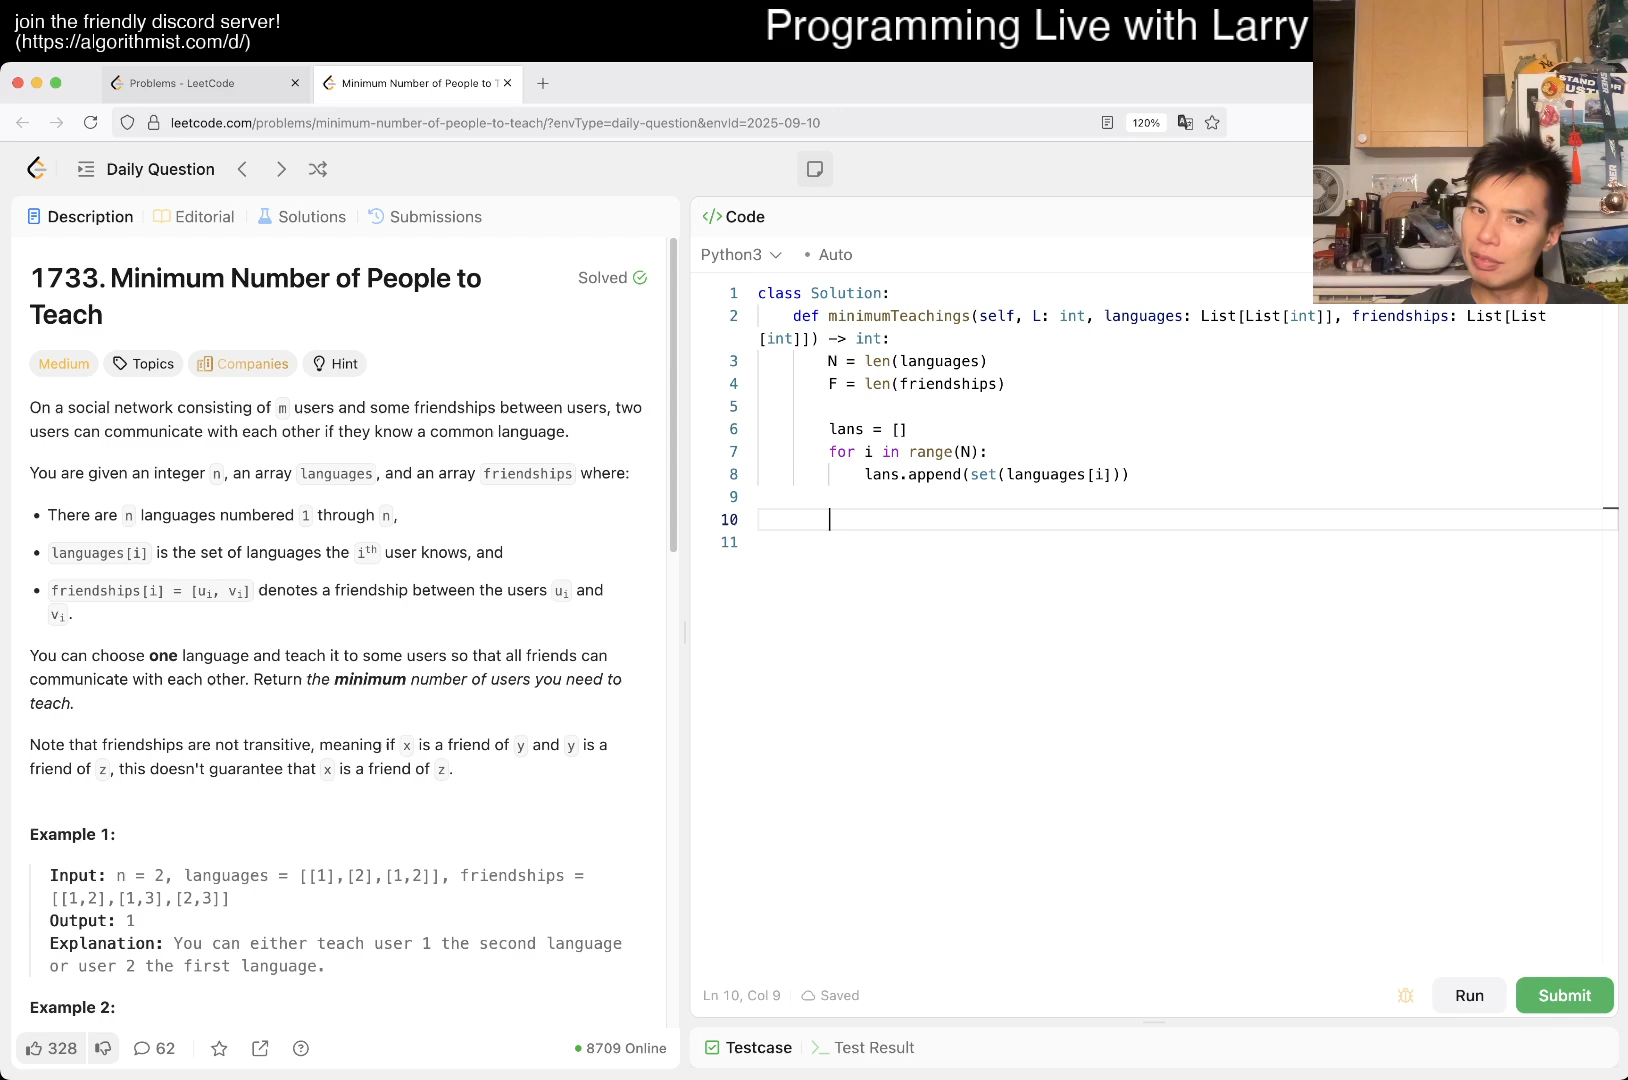 join the friendly discord server!
(https://algorithmist.com/d/)
Programming Live with Larry
Problems - LeetCode
Minimum Number of People to T
leetcode.com/problems/minimum-number-of-people-to-teach/?envType=daily-question&envId=2025-09-10
120%
Daily Question
Description
Editorial
Solutions
Submissions
1733. Minimum Number of People to
Teach
Solved
Medium
Topics
Companies
Hint
On a social network consisting of m users and some friendships between users, two
users can communicate with each other if they know a common language.
You are given an integer n, an array languages, and an array friendships where:
• There are n languages numbered 1 through n,
• languages[i] is the set of languages the ith user knows, and
• friendships[i] = [ui, vi] denotes a friendship between the users ui and
vi.
You can choose one language and teach it to some users so that all friends can
communicate with each other. Return the minimum number of users you need to
teach.
Note that friendships are not transitive, meaning if x is a friend of y and y is a
friend of z, this doesn't guarantee that x is a friend of z.
Example 1:
Input: n = 2, languages = [[1],[2],[1,2]], friendships =
[[1,2],[1,3],[2,3]]
Output: 1
Explanation: You can either teach user 1 the second language
or user 2 the first language.
Example 2:
328
62
8709 Online
</> Code
Python3
• Auto
1 class Solution:
2 def minimumTeachings(self, L: int, languages: List[List[int]], friendships: List[List
[int]]) -> int:
3 N = len(languages)
4 F = len(friendships)
5
6 lans = []
7 for i in range(N):
8 lans.append(set(languages[i]))
9
10
11
Ln 10, Col 9
Saved
Run
Submit
Testcase
>_ Test Result
STAND